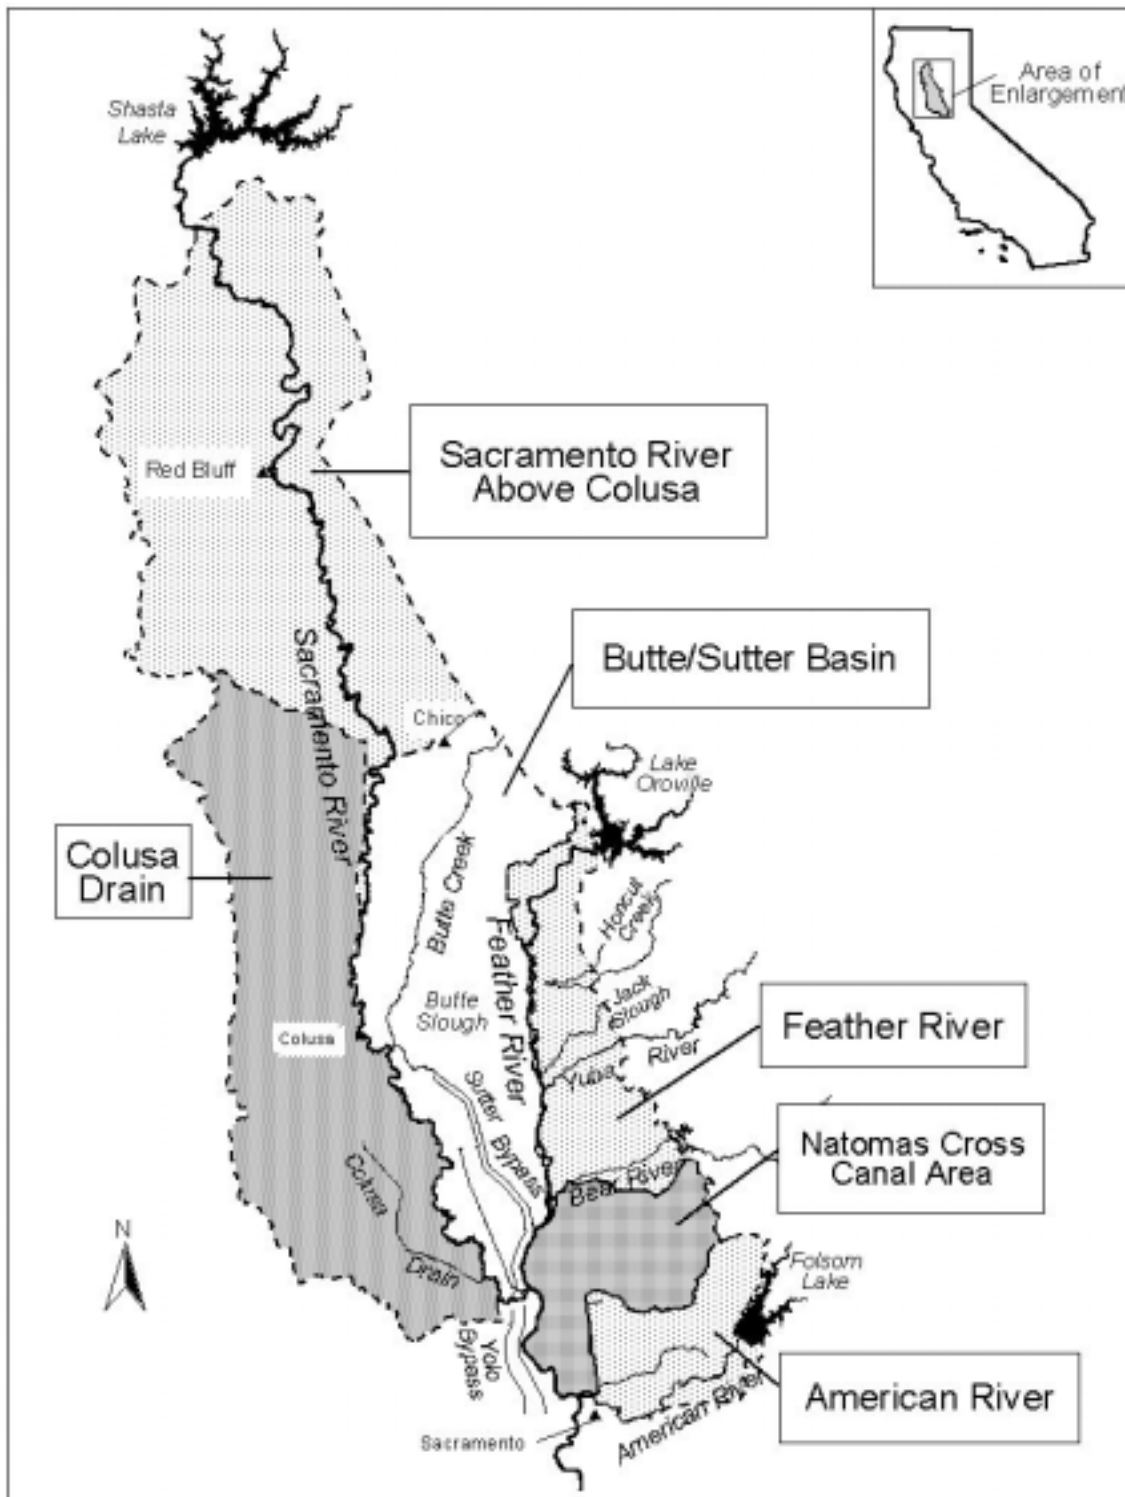 Shasta
Lake
Area of
Enlargement
Red Bluff
Sacramento River
Above Colusa
Sacramento River
Butte/Sutter Basin
Chico
Lake
Oroville
Colusa
Drain
Butte Creek
Feather River
Honcut
Creek
Butte
Slough
Jack
Slough
Yuba
River
Feather River
Colusa
Sutter Bypass
Natomas Cross
Canal Area
Bear River
Colusa
Drain
N
Folsom
Lake
Yolo
Bypass
American River
American River
Sacramento